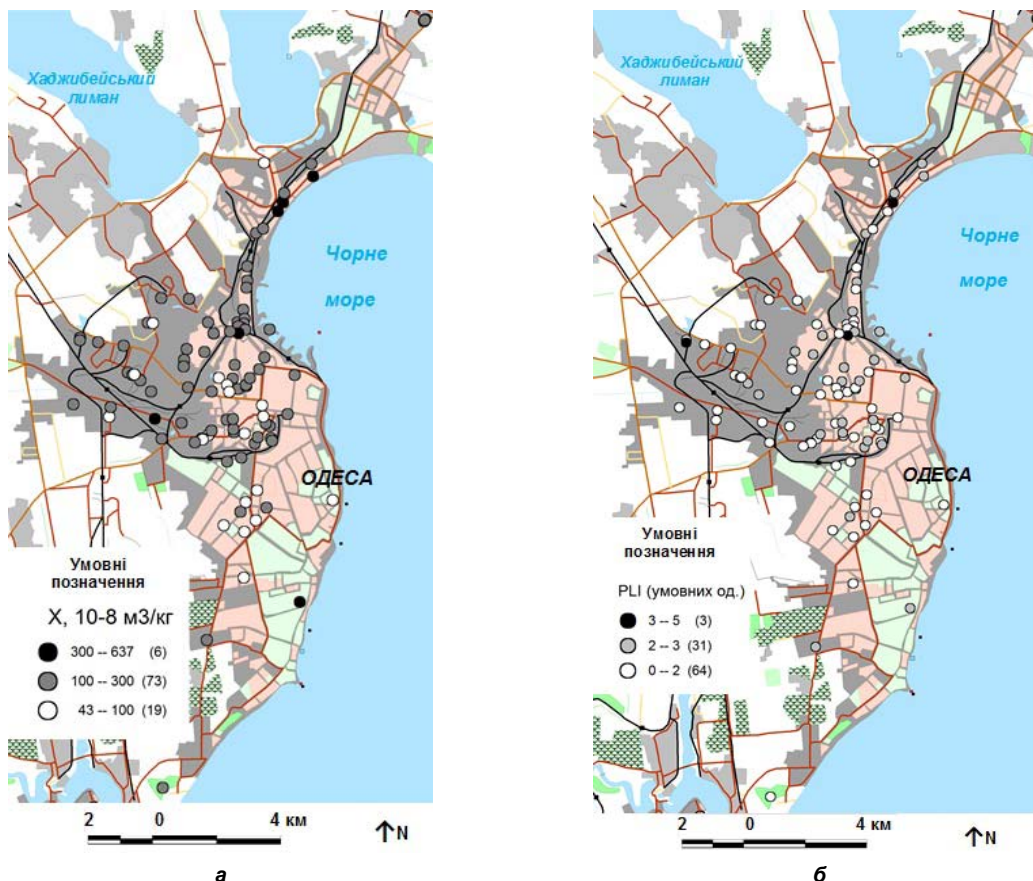 Хаджибейський
лиман
Чорне
море
ОДЕСА
Умовні
позначення
X, 10-8 м3/кг
300 -- 637 (6)
100 -- 300 (73)
43 -- 100 (19)
2 0 4 км
N
а
Хаджибейський
лиман
Чорне
море
ОДЕСА
Умовні
позначення
PLI (умовних од.)
3 -- 5 (3)
2 -- 3 (31)
0 -- 2 (64)
2 0 4 км
N
б